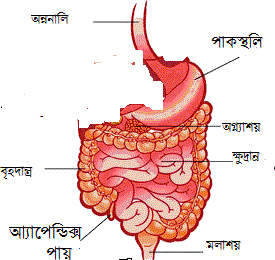 অন্ননালি
পাকস্থলি
অগ্ন্যাশয়
ক্ষুদ্রান্ত্র
বৃহদান্ত্র
আ্যাপেন্ডিক্স
পায়ু
মলাশয়